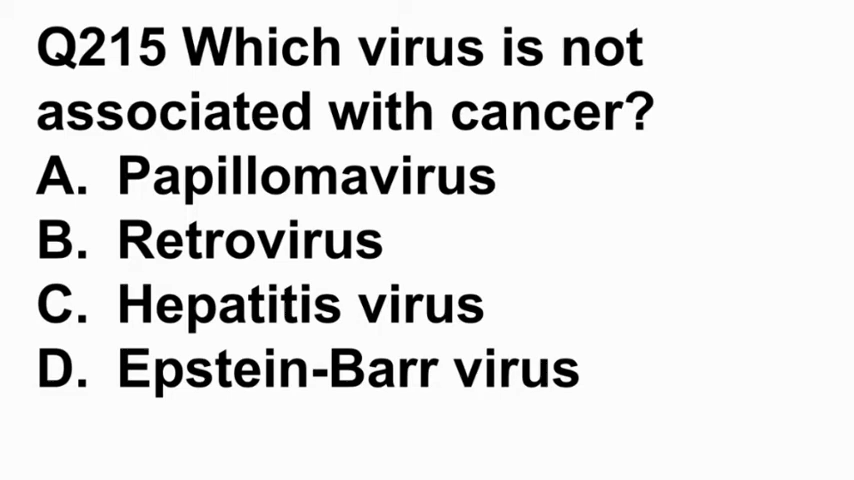 Q215 Which virus is not
associated with cancer?
A. Papillomavirus
B. Retrovirus
C. Hepatitis virus
D. Epstein-Barr virus